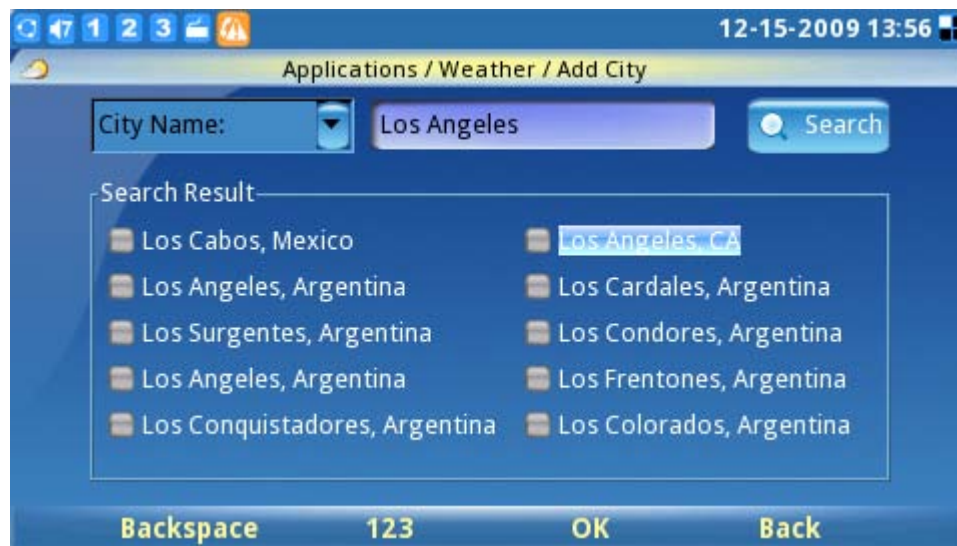 7 1 2 3 12-15-2009 13:56
Applications / Weather / Add City
City Name: Los Angeles Search
Search Result
Los Cabos, Mexico Los Angeles, CA
Los Angeles, Argentina Los Cardales, Argentina
Los Surgentes, Argentina Los Condores, Argentina
Los Angeles, Argentina Los Frentones, Argentina
Los Conquistadores, Argentina Los Colorados, Argentina
Backspace 123 OK Back